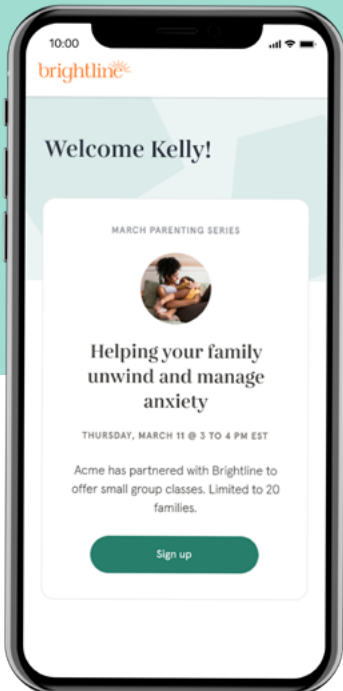 10:00
brightline
Welcome Kelly!
MARCH PARENTING SERIES
Helping your family
unwind and manage
anxiety
THURSDAY, MARCH 11 @ 3 TO 4 PM EST
Acme has partnered with Brightline to
offer small group classes. Limited to 20
families.
Sign up